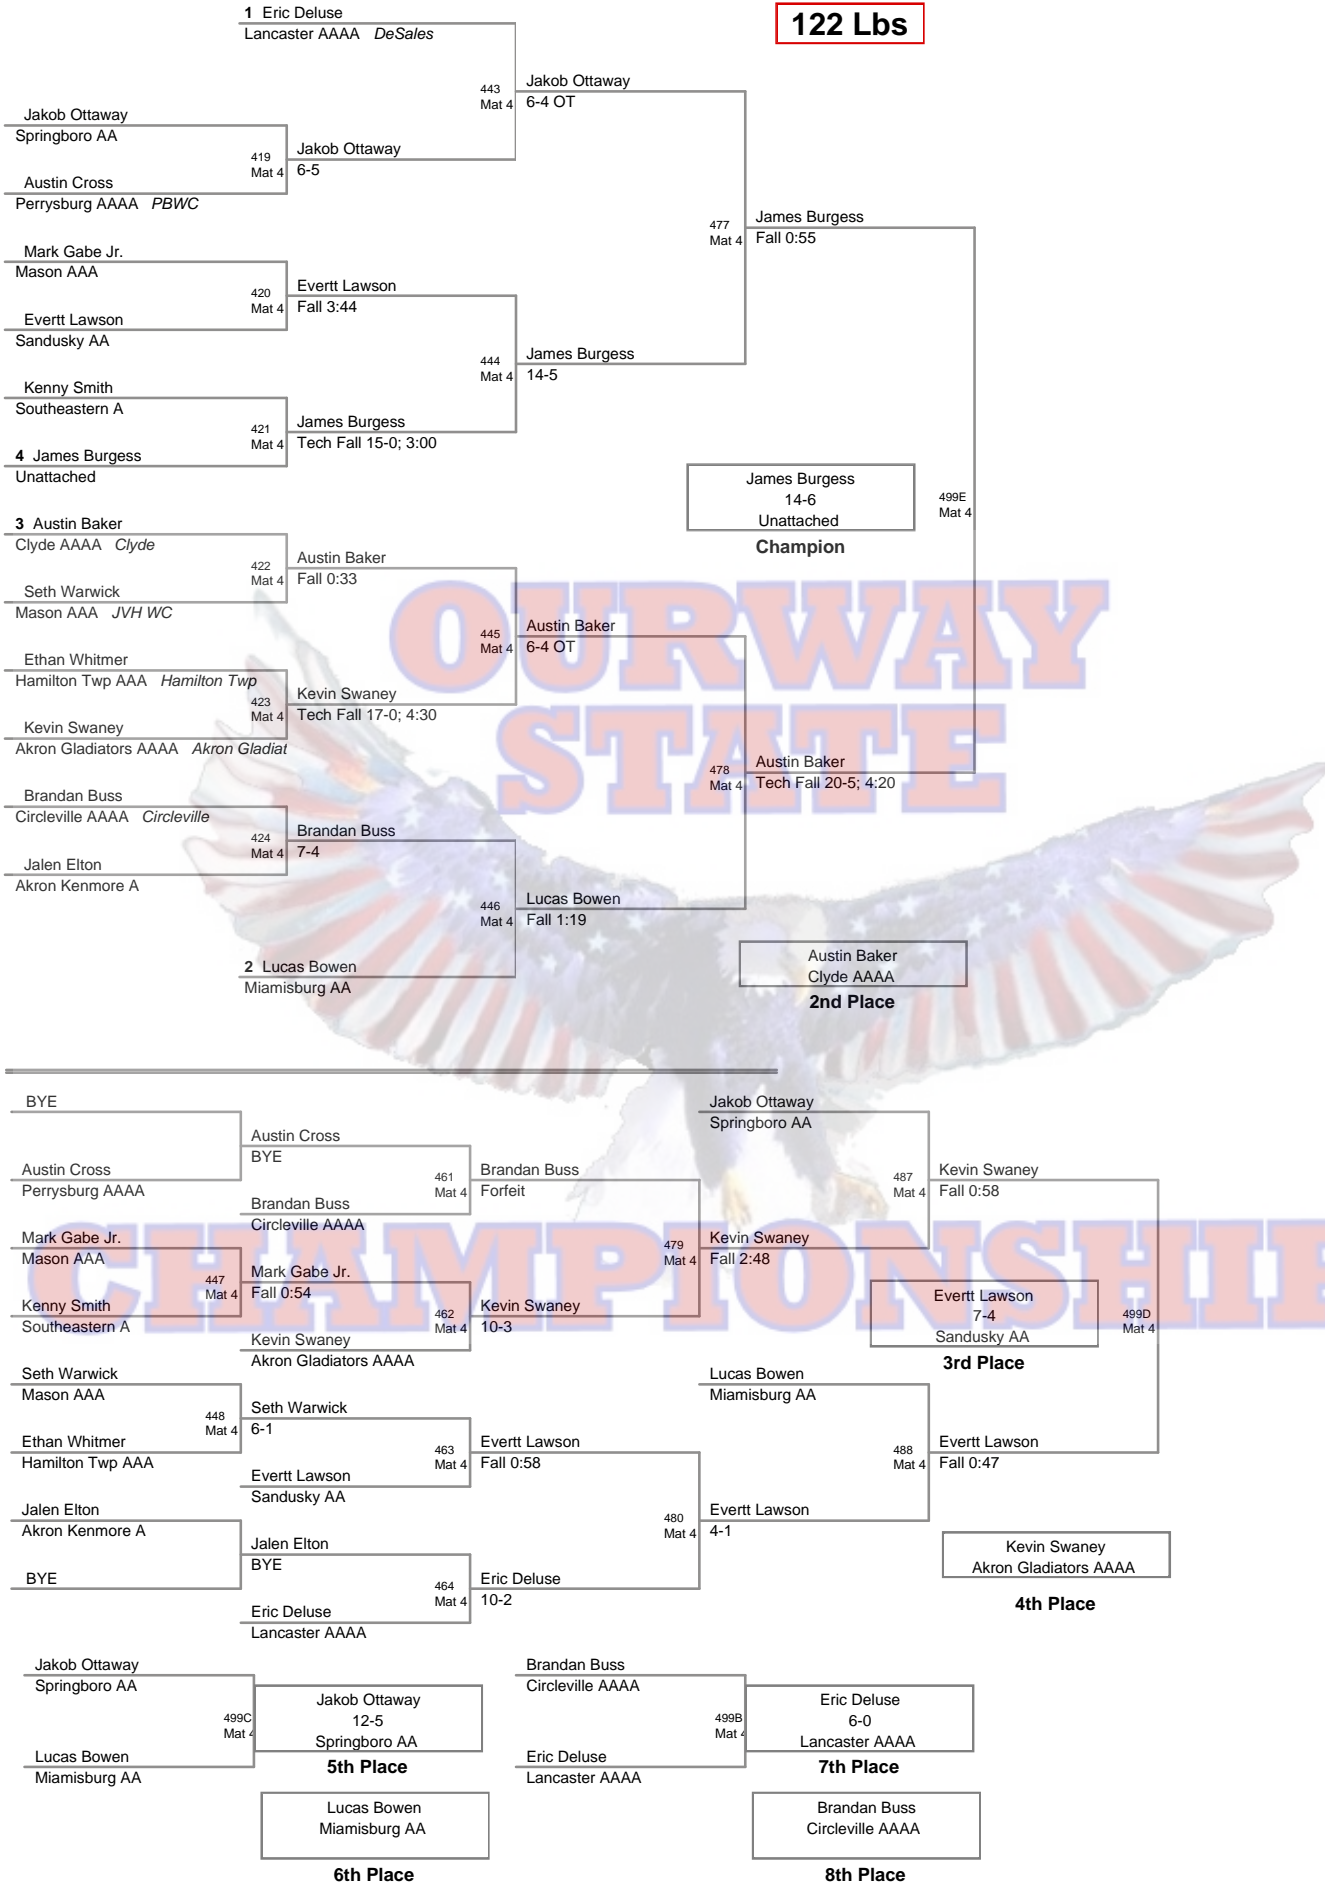 122 Lbs
1 Eric Deluse
Lancaster AAAA DeSales
443
Mat 4
Jakob Ottaway
6-4 OT
Jakob Ottaway
Springboro AA
419
Mat 4
Jakob Ottaway
6-5
Austin Cross
Perrysburg AAAA PBWC
477
Mat 4
James Burgess
Fall 0:55
Mark Gabe Jr.
Mason AAA
420
Mat 4
Evertt Lawson
Fall 3:44
Evertt Lawson
Sandusky AA
444
Mat 4
James Burgess
14-5
Kenny Smith
Southeastern A
421
Mat 4
James Burgess
Tech Fall 15-0; 3:00
4 James Burgess
Unattached
James Burgess
14-6
Unattached
Champion
499E
Mat 4
3 Austin Baker
Clyde AAAA Clyde
422
Mat 4
Austin Baker
Fall 0:33
Seth Warwick
Mason AAA JVH WC
445
Mat 4
Austin Baker
6-4 OT
Ethan Whitmer
Hamilton Twp AAA Hamilton Twp
423
Mat 4
Kevin Swaney
Tech Fall 17-0; 4:30
Kevin Swaney
Akron Gladiators AAAA Akron Gladiat
OURWAY
STATE
478
Mat 4
Austin Baker
Tech Fall 20-5; 4:20
Brandan Buss
Circleville AAAA Circleville
424
Mat 4
Brandan Buss
7-4
Jalen Elton
Akron Kenmore A
446
Mat 4
Lucas Bowen
Fall 1:19
2 Lucas Bowen
Miamisburg AA
Austin Baker
Clyde AAAA
2nd Place
BYE
Austin Cross
BYE
Austin Cross
Perrysburg AAAA
461
Mat 4
Brandan Buss
Forfeit
Brandan Buss
Circleville AAAA
Jakob Ottaway
Springboro AA
487
Mat 4
Kevin Swaney
Fall 0:58
CHAMPIONSHIP
Mark Gabe Jr.
Mason AAA
447
Mat 4
Mark Gabe Jr.
Fall 0:54
Kenny Smith
Southeastern A
462
Mat 4
Kevin Swaney
10-3
Kevin Swaney
Akron Gladiators AAAA
479
Mat 4
Kevin Swaney
Fall 2:48
Evertt Lawson
7-4
Sandusky AA
3rd Place
499D
Mat 4
Seth Warwick
Mason AAA
448
Mat 4
Seth Warwick
6-1
Ethan Whitmer
Hamilton Twp AAA
463
Mat 4
Evertt Lawson
Fall 0:58
Evertt Lawson
Sandusky AA
Lucas Bowen
Miamisburg AA
488
Mat 4
Evertt Lawson
Fall 0:47
Jalen Elton
Akron Kenmore A
Jalen Elton
BYE
BYE
464
Mat 4
Eric Deluse
10-2
Eric Deluse
Lancaster AAAA
480
Mat 4
Evertt Lawson
4-1
Kevin Swaney
Akron Gladiators AAAA
4th Place
Jakob Ottaway
Springboro AA
499C
Mat 4
Lucas Bowen
Miamisburg AA
Jakob Ottaway
12-5
Springboro AA
5th Place
Lucas Bowen
Miamisburg AA
6th Place
Brandan Buss
Circleville AAAA
499B
Mat 4
Eric Deluse
Lancaster AAAA
Eric Deluse
6-0
Lancaster AAAA
7th Place
Brandan Buss
Circleville AAAA
8th Place